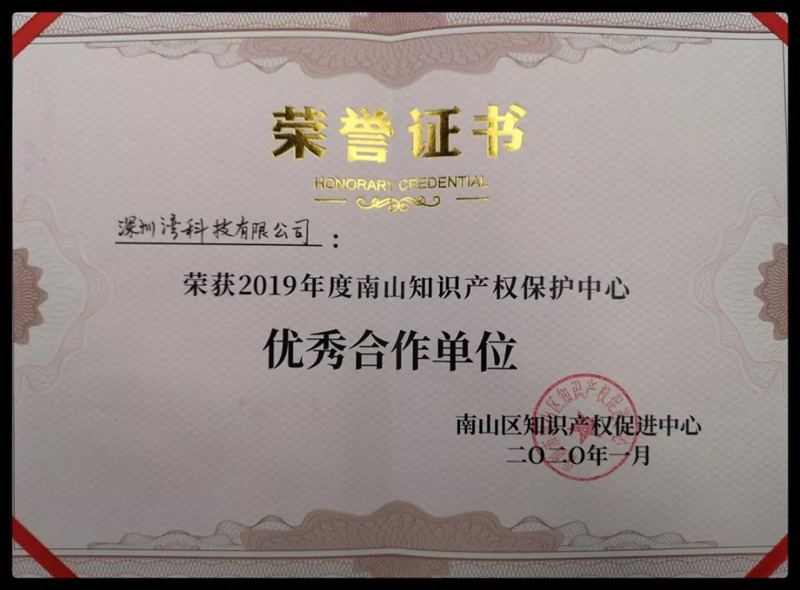 荣誉证书
HONORARY CREDENTIAL
深圳湾科技有限公司：
荣获2019年度南山知识产权保护中心
优秀合作单位
南山区知识产权促进中心
二〇二〇年一月